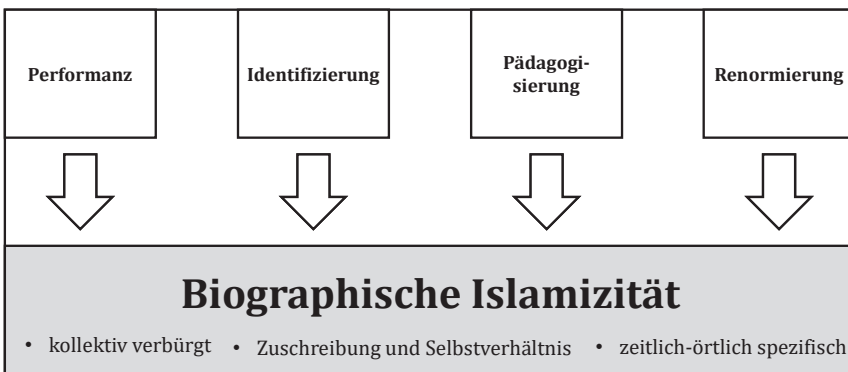 Performanz
Identifizierung
Pädagogi-
sierung
Renormierung
Biographische Islamizität
• kollektiv verbürgt • Zuschreibung und Selbstverhältnis • zeitlich-örtlich spezifisch